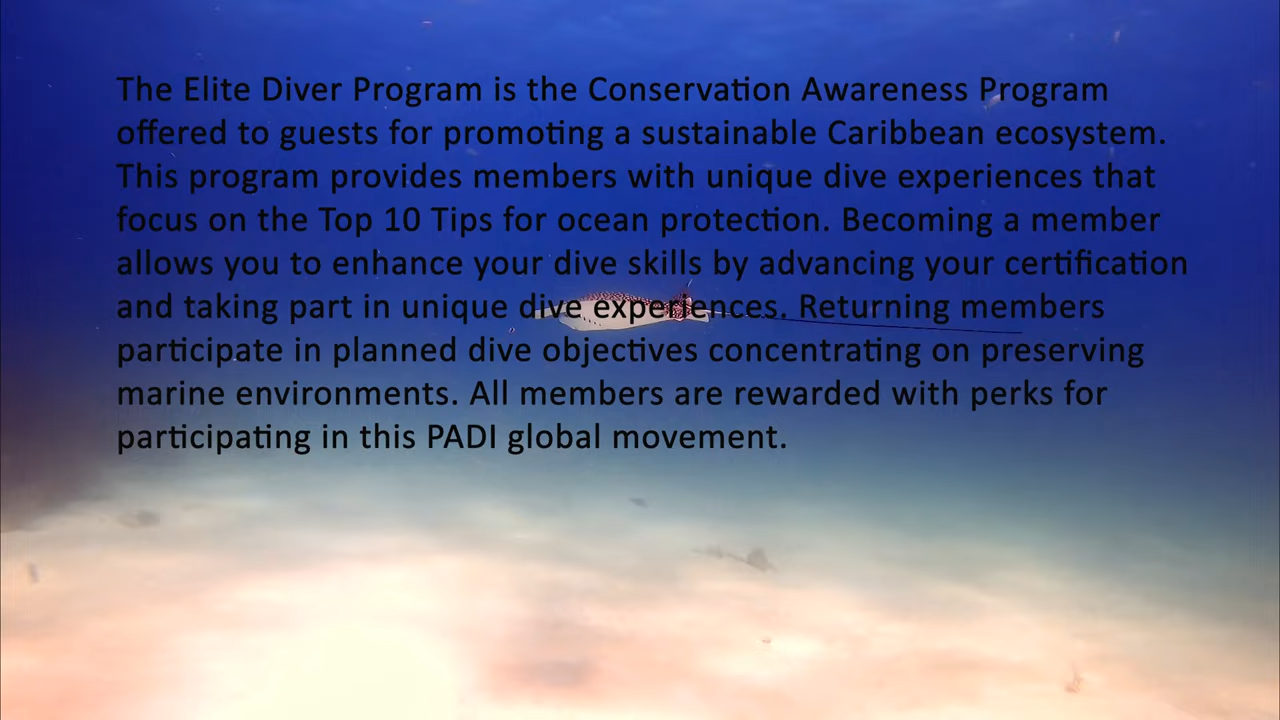 The Elite Diver Program is the Conservation Awareness Program
offered to guests for promoting a sustainable Caribbean ecosystem.
This program provides members with unique dive experiences that
focus on the Top 10 Tips for ocean protection. Becoming a member
allows you to enhance your dive skills by advancing your certification
and taking part in unique dive experiences. Returning members
participate in planned dive objectives concentrating on preserving
marine environments. All members are rewarded with perks for
participating in this PADI global movement.